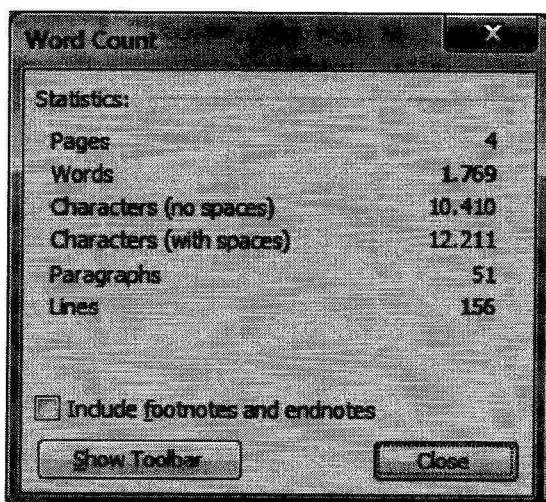 Word Count
X
Statistics:
Pages 4
Words 1.769
Characters (no spaces) 10.410
Characters (with spaces) 12.211
Paragraphs 51
Lines 156
Include footnotes and endnotes
Show Toolbar Close